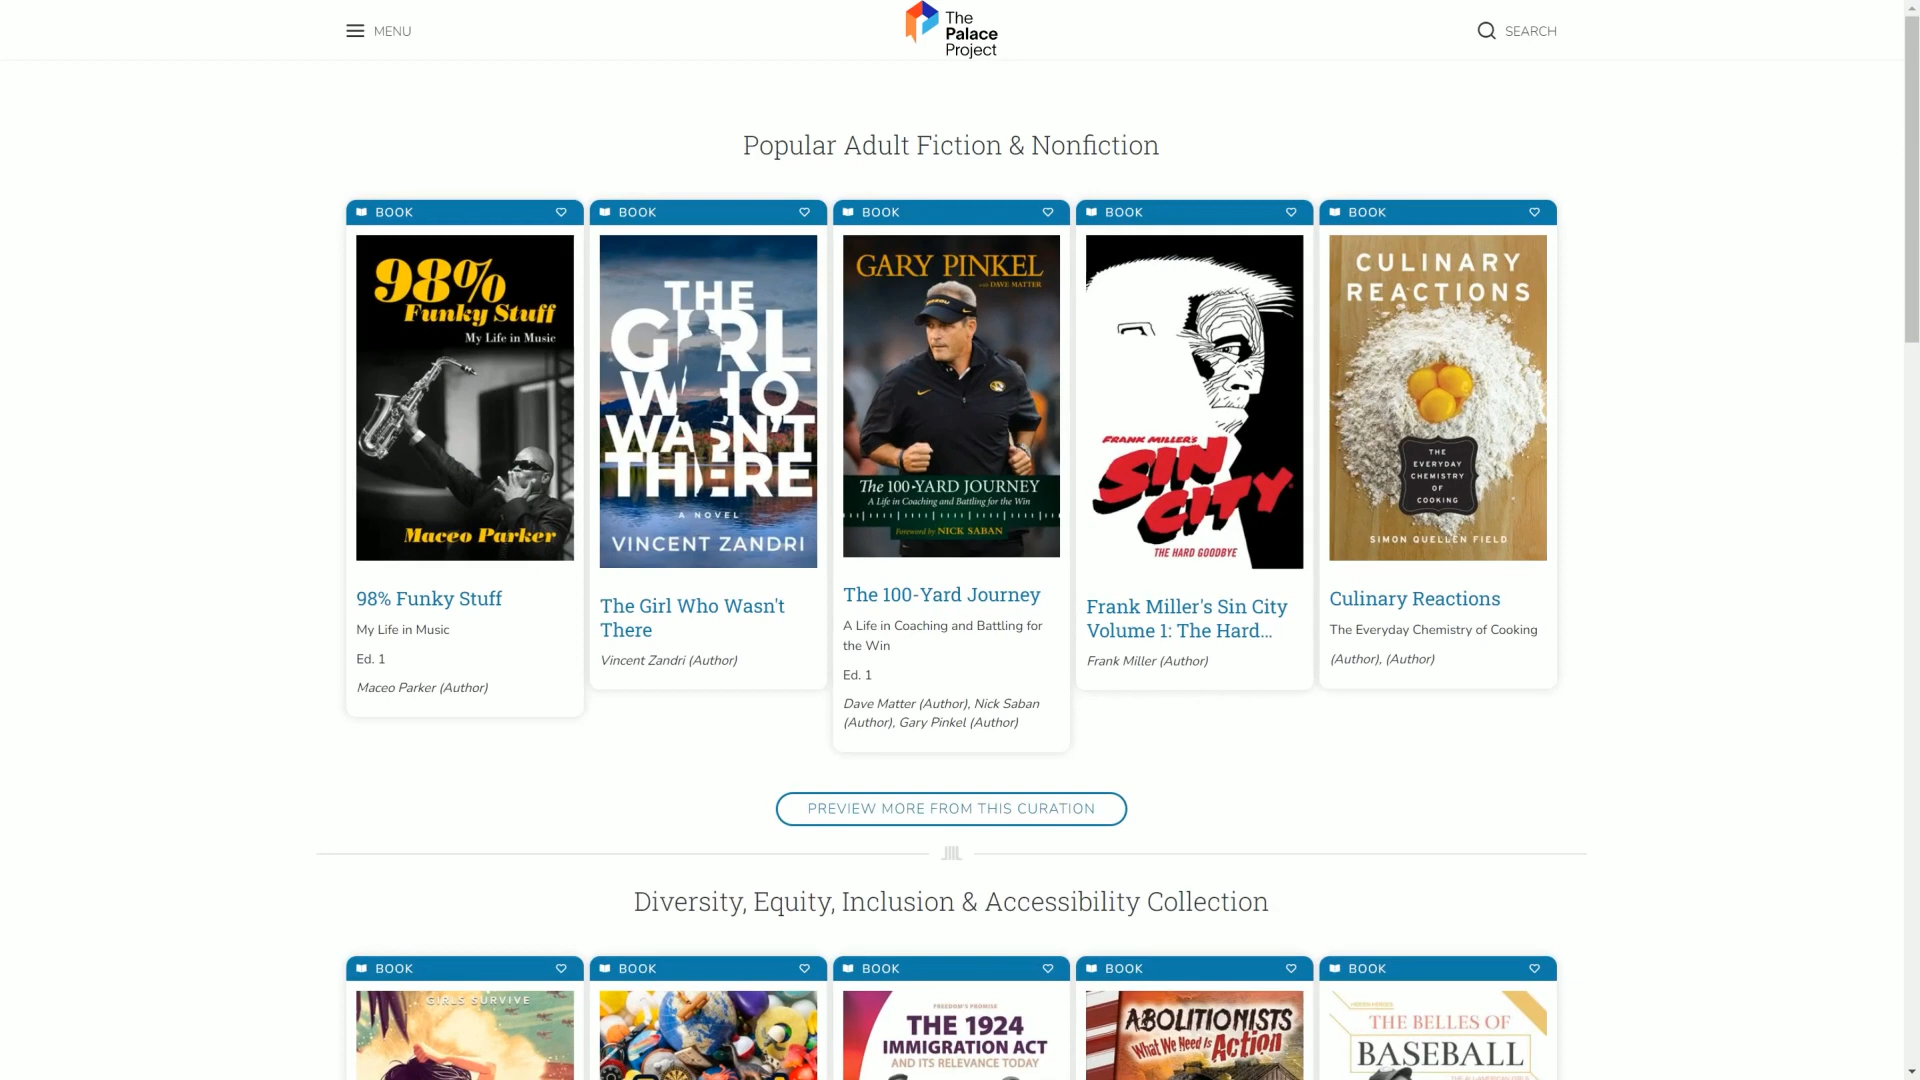 MENU
The
Palace
Project
SEARCH
Popular Adult Fiction & Nonfiction
BOOK
BOOK
BOOK
BOOK
BOOK
98%
Funky Stuff
My Life in Music
Maceo Parker
THE
GIRL
WHO
WASN'T
THERE
A NOVEL
VINCENT ZANDRI
GARY PINKEL
with DAVE MATTER
The 100-YARD JOURNEY
A Life in Coaching and Battling for the Win
Foreword by NICK SABAN
FRANK MILLER'S
SIN
CITY
THE HARD GOODBYE
CULINARY
REACTIONS
THE
EVERYDAY
CHEMISTRY
OF
COOKING
SIMON QUELLEN FIELD
98% Funky Stuff
My Life in Music
Ed. 1
Maceo Parker (Author)
The Girl Who Wasn't
There
Vincent Zandri (Author)
The 100-Yard Journey
A Life in Coaching and Battling for
the Win
Ed. 1
Dave Matter (Author), Nick Saban
(Author), Gary Pinkel (Author)
Frank Miller's Sin City
Volume 1: The Hard...
Frank Miller (Author)
Culinary Reactions
The Everyday Chemistry of Cooking
(Author), (Author)
PREVIEW MORE FROM THIS CURATION
Diversity, Equity, Inclusion & Accessibility Collection
BOOK
BOOK
BOOK
BOOK
BOOK
GIRLS SURVIVE
FREEDOM'S PROMISE
THE 1924
IMMIGRATION ACT
AND ITS RELEVANCE TODAY
ABOLITIONISTS
What We Need Is Action
HIDDEN HEROES
THE BELLES OF
BASEBALL